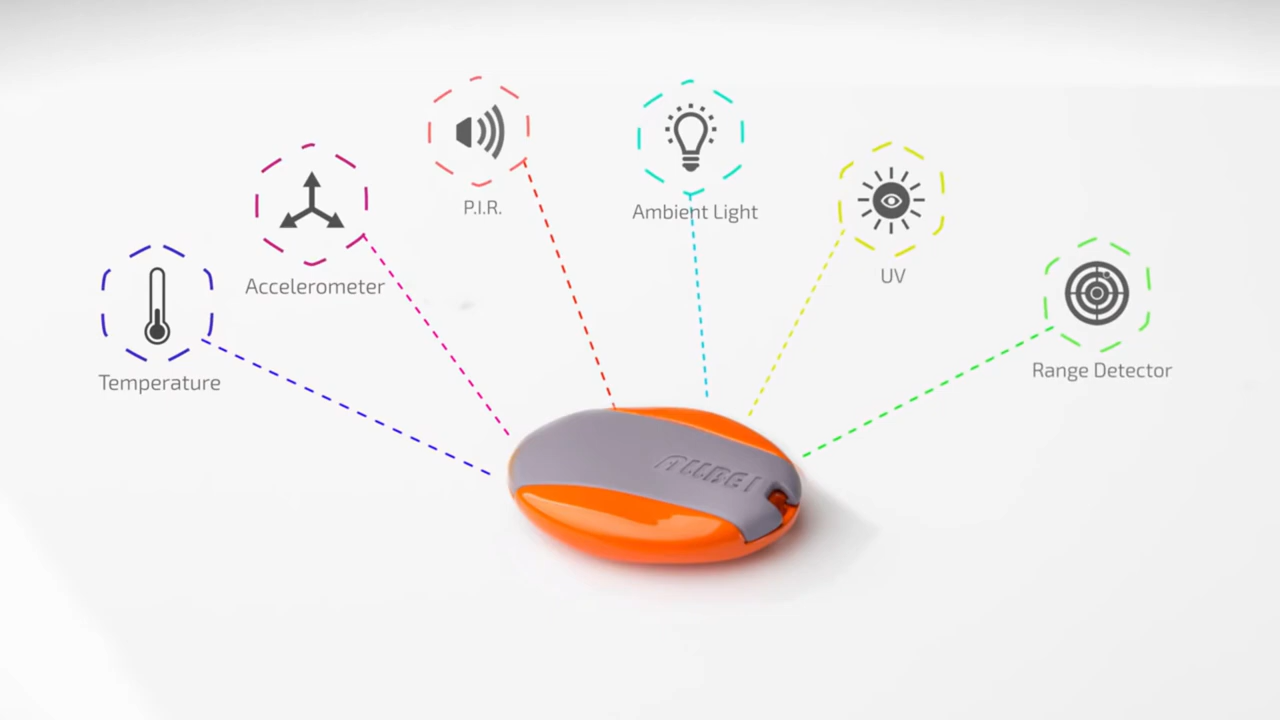 P.I.R.
Ambient Light
UV
Accelerometer
Range Detector
Temperature